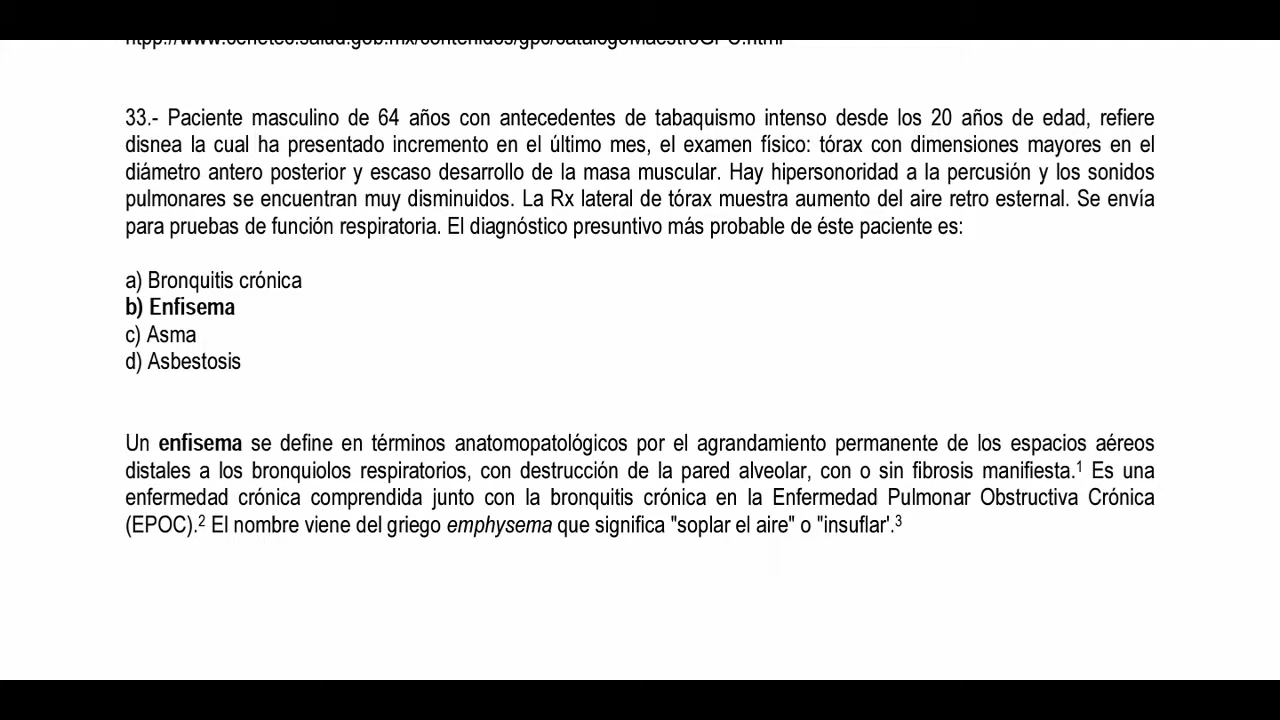 33.- Paciente masculino de 64 años con antecedentes de tabaquismo intenso desde los 20 años de edad, refiere
disnea la cual ha presentado incremento en el último mes, el examen físico: tórax con dimensiones mayores en el
diámetro antero posterior y escaso desarrollo de la masa muscular. Hay hipersonoridad a la percusión y los sonidos
pulmonares se encuentran muy disminuidos. La Rx lateral de tórax muestra aumento del aire retro esternal. Se envía
para pruebas de función respiratoria. El diagnóstico presuntivo más probable de éste paciente es:
a) Bronquitis crónica
b) Enfisema
c) Asma
d) Asbestosis
Un enfisema se define en términos anatomopatológicos por el agrandamiento permanente de los espacios aéreos
distales a los bronquiolos respiratorios, con destrucción de la pared alveolar, con o sin fibrosis manifiesta.1 Es una
enfermedad crónica comprendida junto con la bronquitis crónica en la Enfermedad Pulmonar Obstructiva Crónica
(EPOC).2 El nombre viene del griego emphysema que significa "soplar el aire" o "insuflar'.3